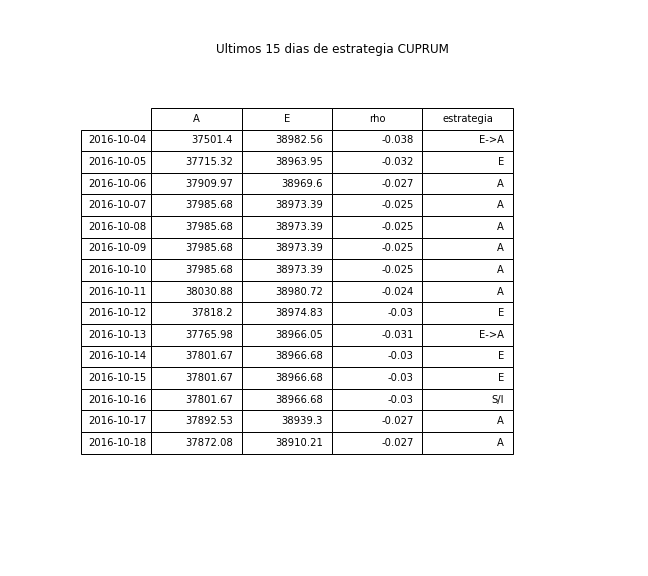 Ultimos 15 dias de estrategia CUPRUM
A E rho estrategia
2016-10-04 37501.4 38982.56 -0.038 E->A
2016-10-05 37715.32 38963.95 -0.032 E
2016-10-06 37909.97 38969.6 -0.027 A
2016-10-07 37985.68 38973.39 -0.025 A
2016-10-08 37985.68 38973.39 -0.025 A
2016-10-09 37985.68 38973.39 -0.025 A
2016-10-10 37985.68 38973.39 -0.025 A
2016-10-11 38030.88 38980.72 -0.024 A
2016-10-12 37818.2 38974.83 -0.03 E
2016-10-13 37765.98 38966.05 -0.031 E->A
2016-10-14 37801.67 38966.68 -0.03 E
2016-10-15 37801.67 38966.68 -0.03 E
2016-10-16 37801.67 38966.68 -0.03 S/I
2016-10-17 37892.53 38939.3 -0.027 A
2016-10-18 37872.08 38910.21 -0.027 A